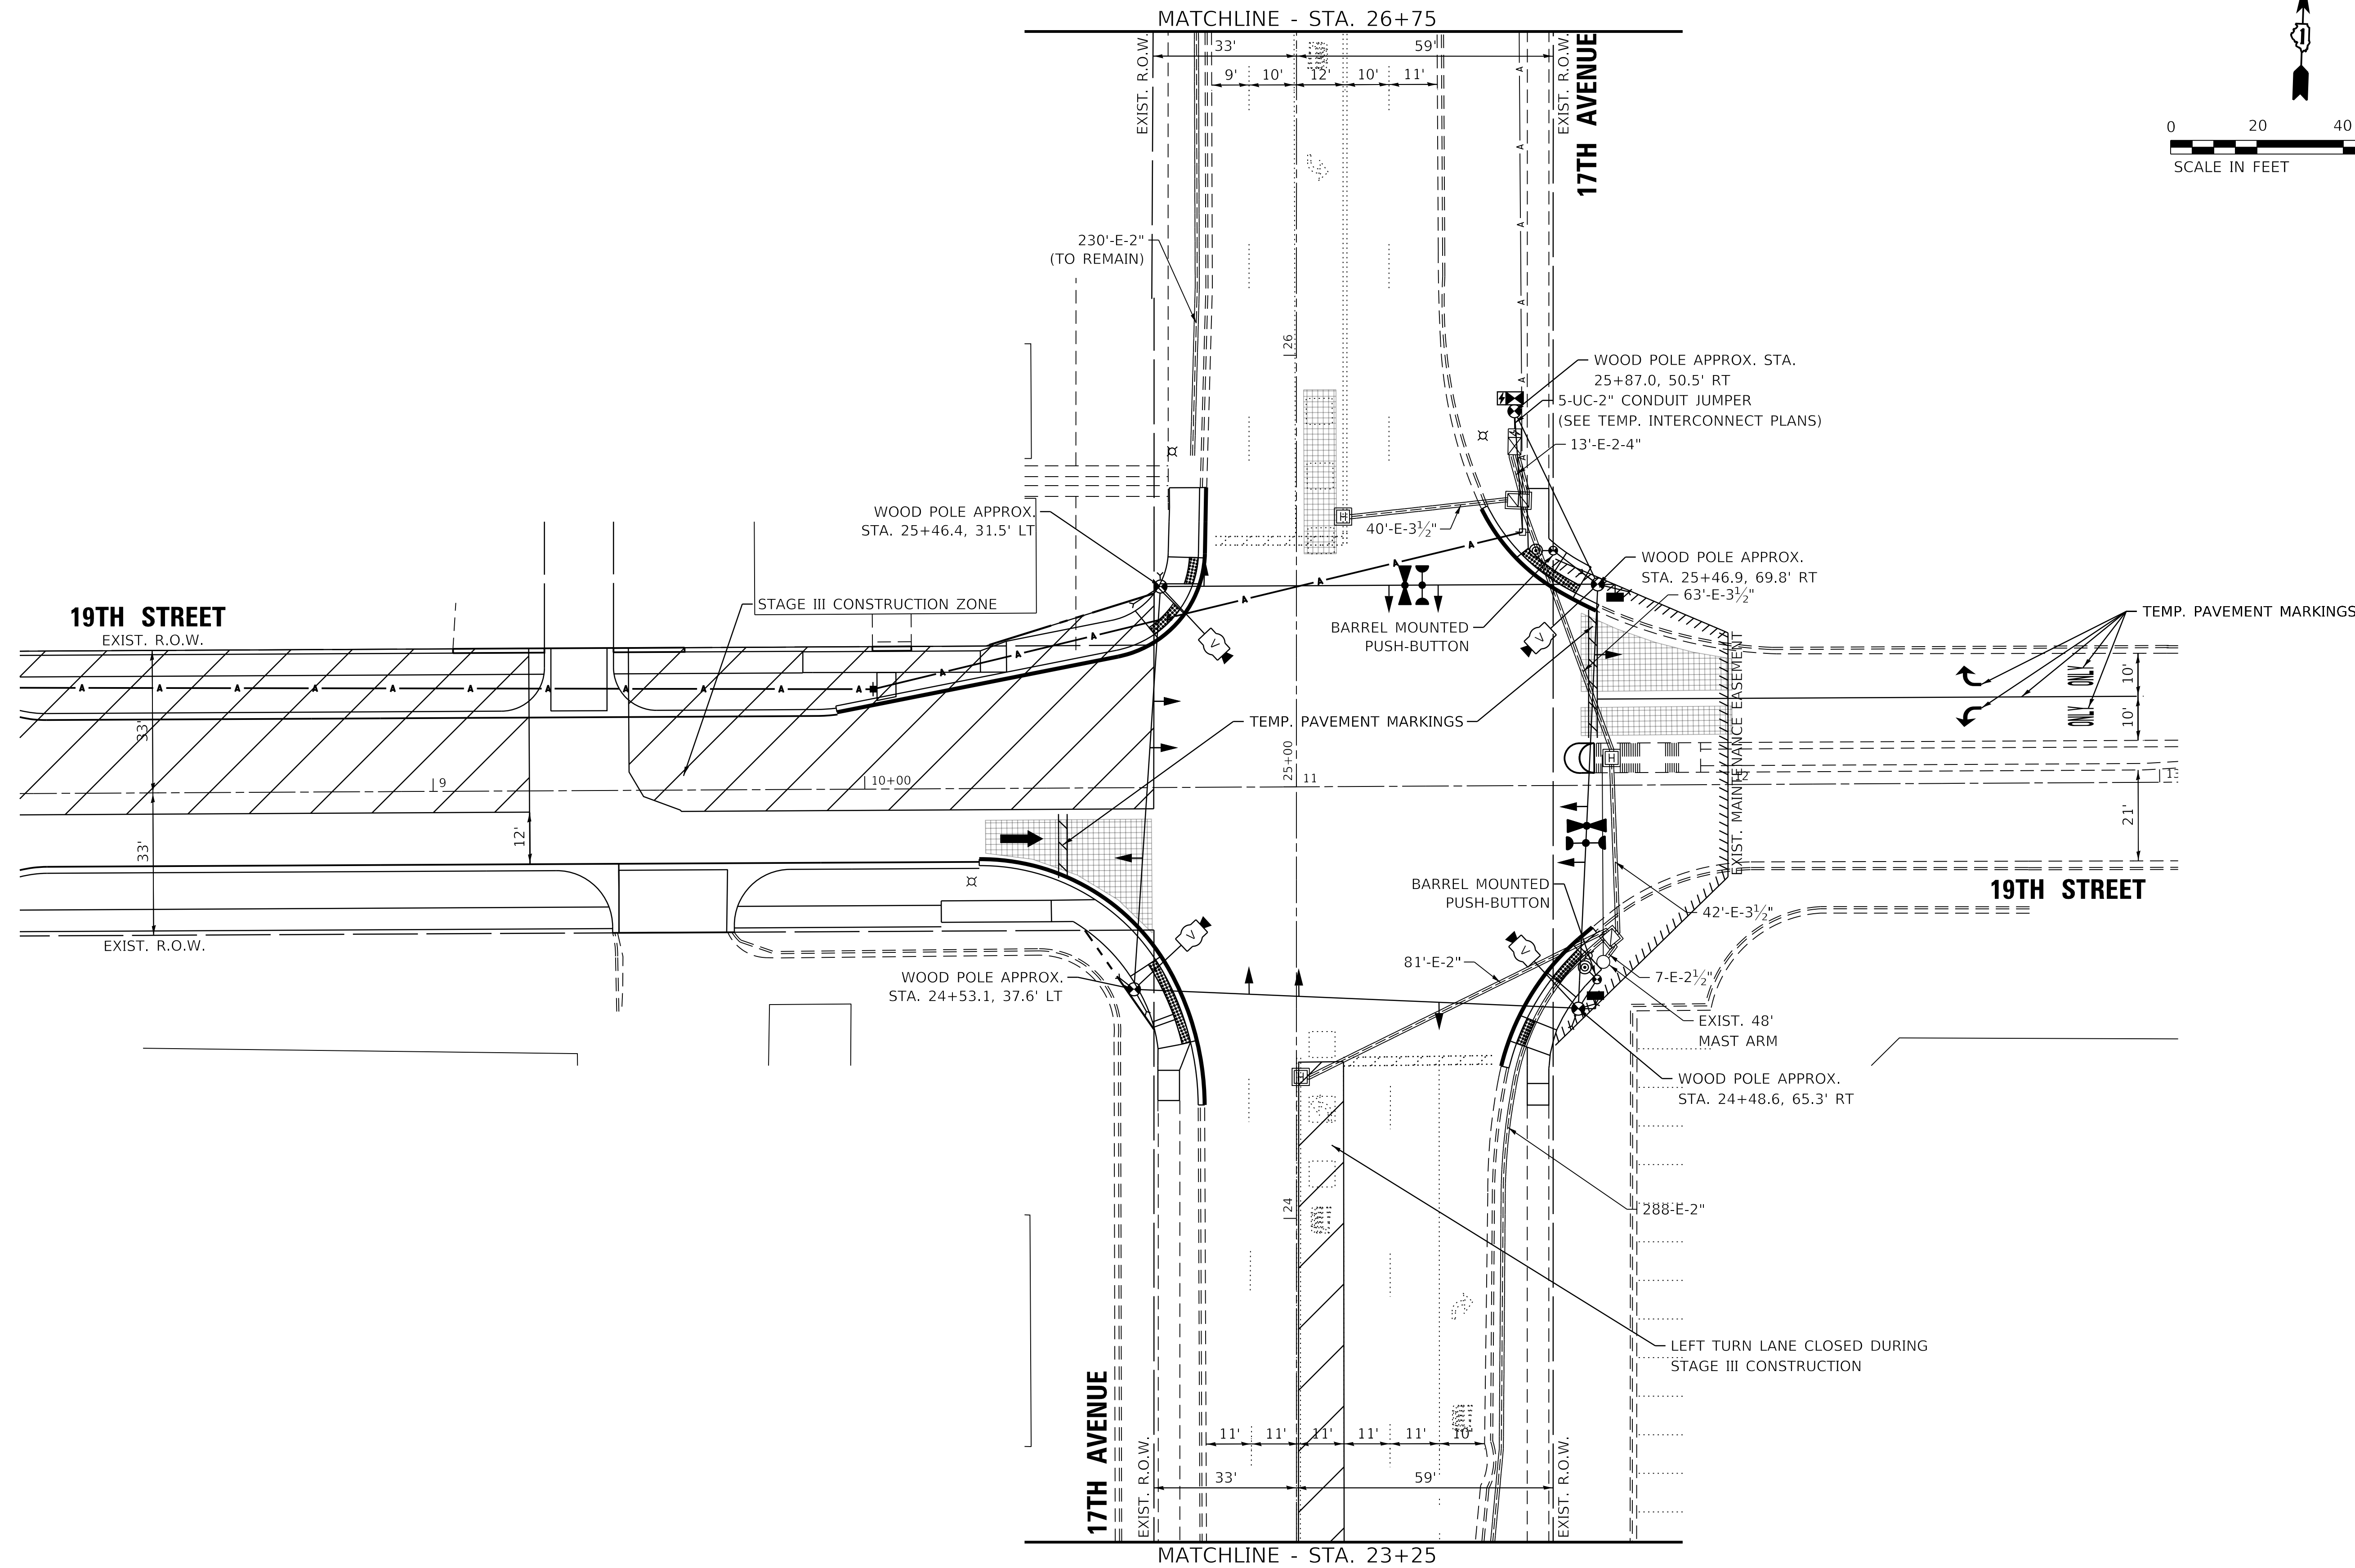 MATCHLINE - STA. 26+75
33'
59'
9'
10'
12'
10'
11'
EXIST. R.O.W.
EXIST. R.O.W.
17TH AVENUE
1
0
20
40
SCALE IN FEET
230'-E-2"
(TO REMAIN)
26
WOOD POLE APPROX. STA.
25+87.0, 50.5' RT
5-UC-2" CONDUIT JUMPER
(SEE TEMP. INTERCONNECT PLANS)
13'-E-2-4"
WOOD POLE APPROX.
STA. 25+46.4, 31.5' LT
40'-E-3½"
H
WOOD POLE APPROX.
STA. 25+46.9, 69.8' RT
63'-E-3½"
19TH STREET
EXIST. R.O.W.
STAGE III CONSTRUCTION ZONE
BARREL MOUNTED
PUSH-BUTTON
TEMP. PAVEMENT MARKINGS
V
V
A A A A A A A A A A A A A A A A A A
A A A A A A
33'
TEMP. PAVEMENT MARKINGS
EXIST. MAINTENANCE EASEMENT
10'
10'
ONLY
ONLY
25+00
9
10+00
11
H
12
13
33'
12'
21'
BARREL MOUNTED
PUSH-BUTTON
19TH STREET
42'-E-3½"
EXIST. R.O.W.
V
V
81'-E-2"
WOOD POLE APPROX.
STA. 24+53.1, 37.6' LT
7-E-2½"
EXIST. 48'
MAST ARM
H
WOOD POLE APPROX.
STA. 24+48.6, 65.3' RT
24
288-E-2"
LEFT TURN LANE CLOSED DURING
STAGE III CONSTRUCTION
17TH AVENUE
EXIST. R.O.W.
11'
11'
11'
11'
11'
10'
33'
59'
EXIST. R.O.W.
MATCHLINE - STA. 23+25